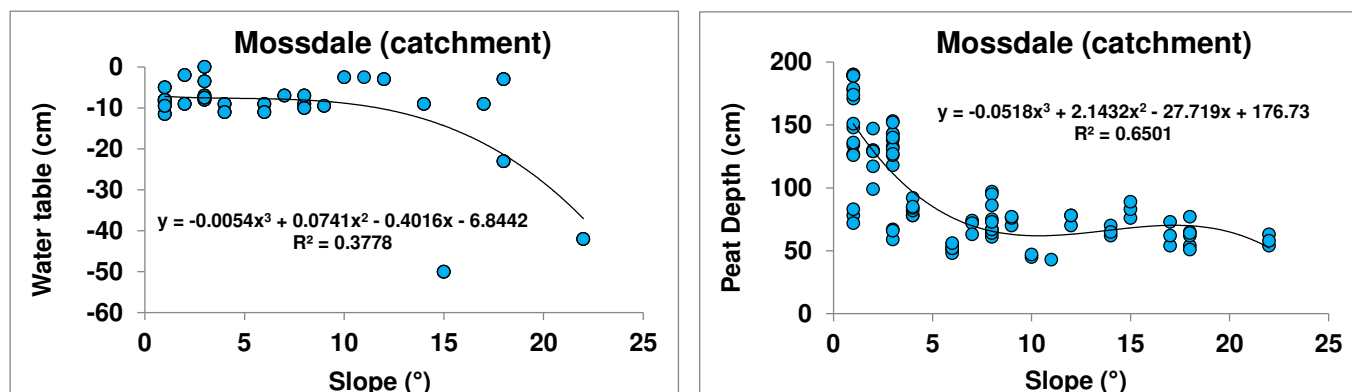 Mossdale (catchment)
0
-10
-20
-30
-40
-50
-60
Water table (cm)
y = -0.0054x³ + 0.0741x² - 0.4016x - 6.8442
R² = 0.3778
0 5 10 15 20 25
Slope (°)
Mossdale (catchment)
200
150
100
50
0
Peat Depth (cm)
y = -0.0518x³ + 2.1432x² - 27.719x + 176.73
R² = 0.6501
0 5 10 15 20 25
Slope (°)